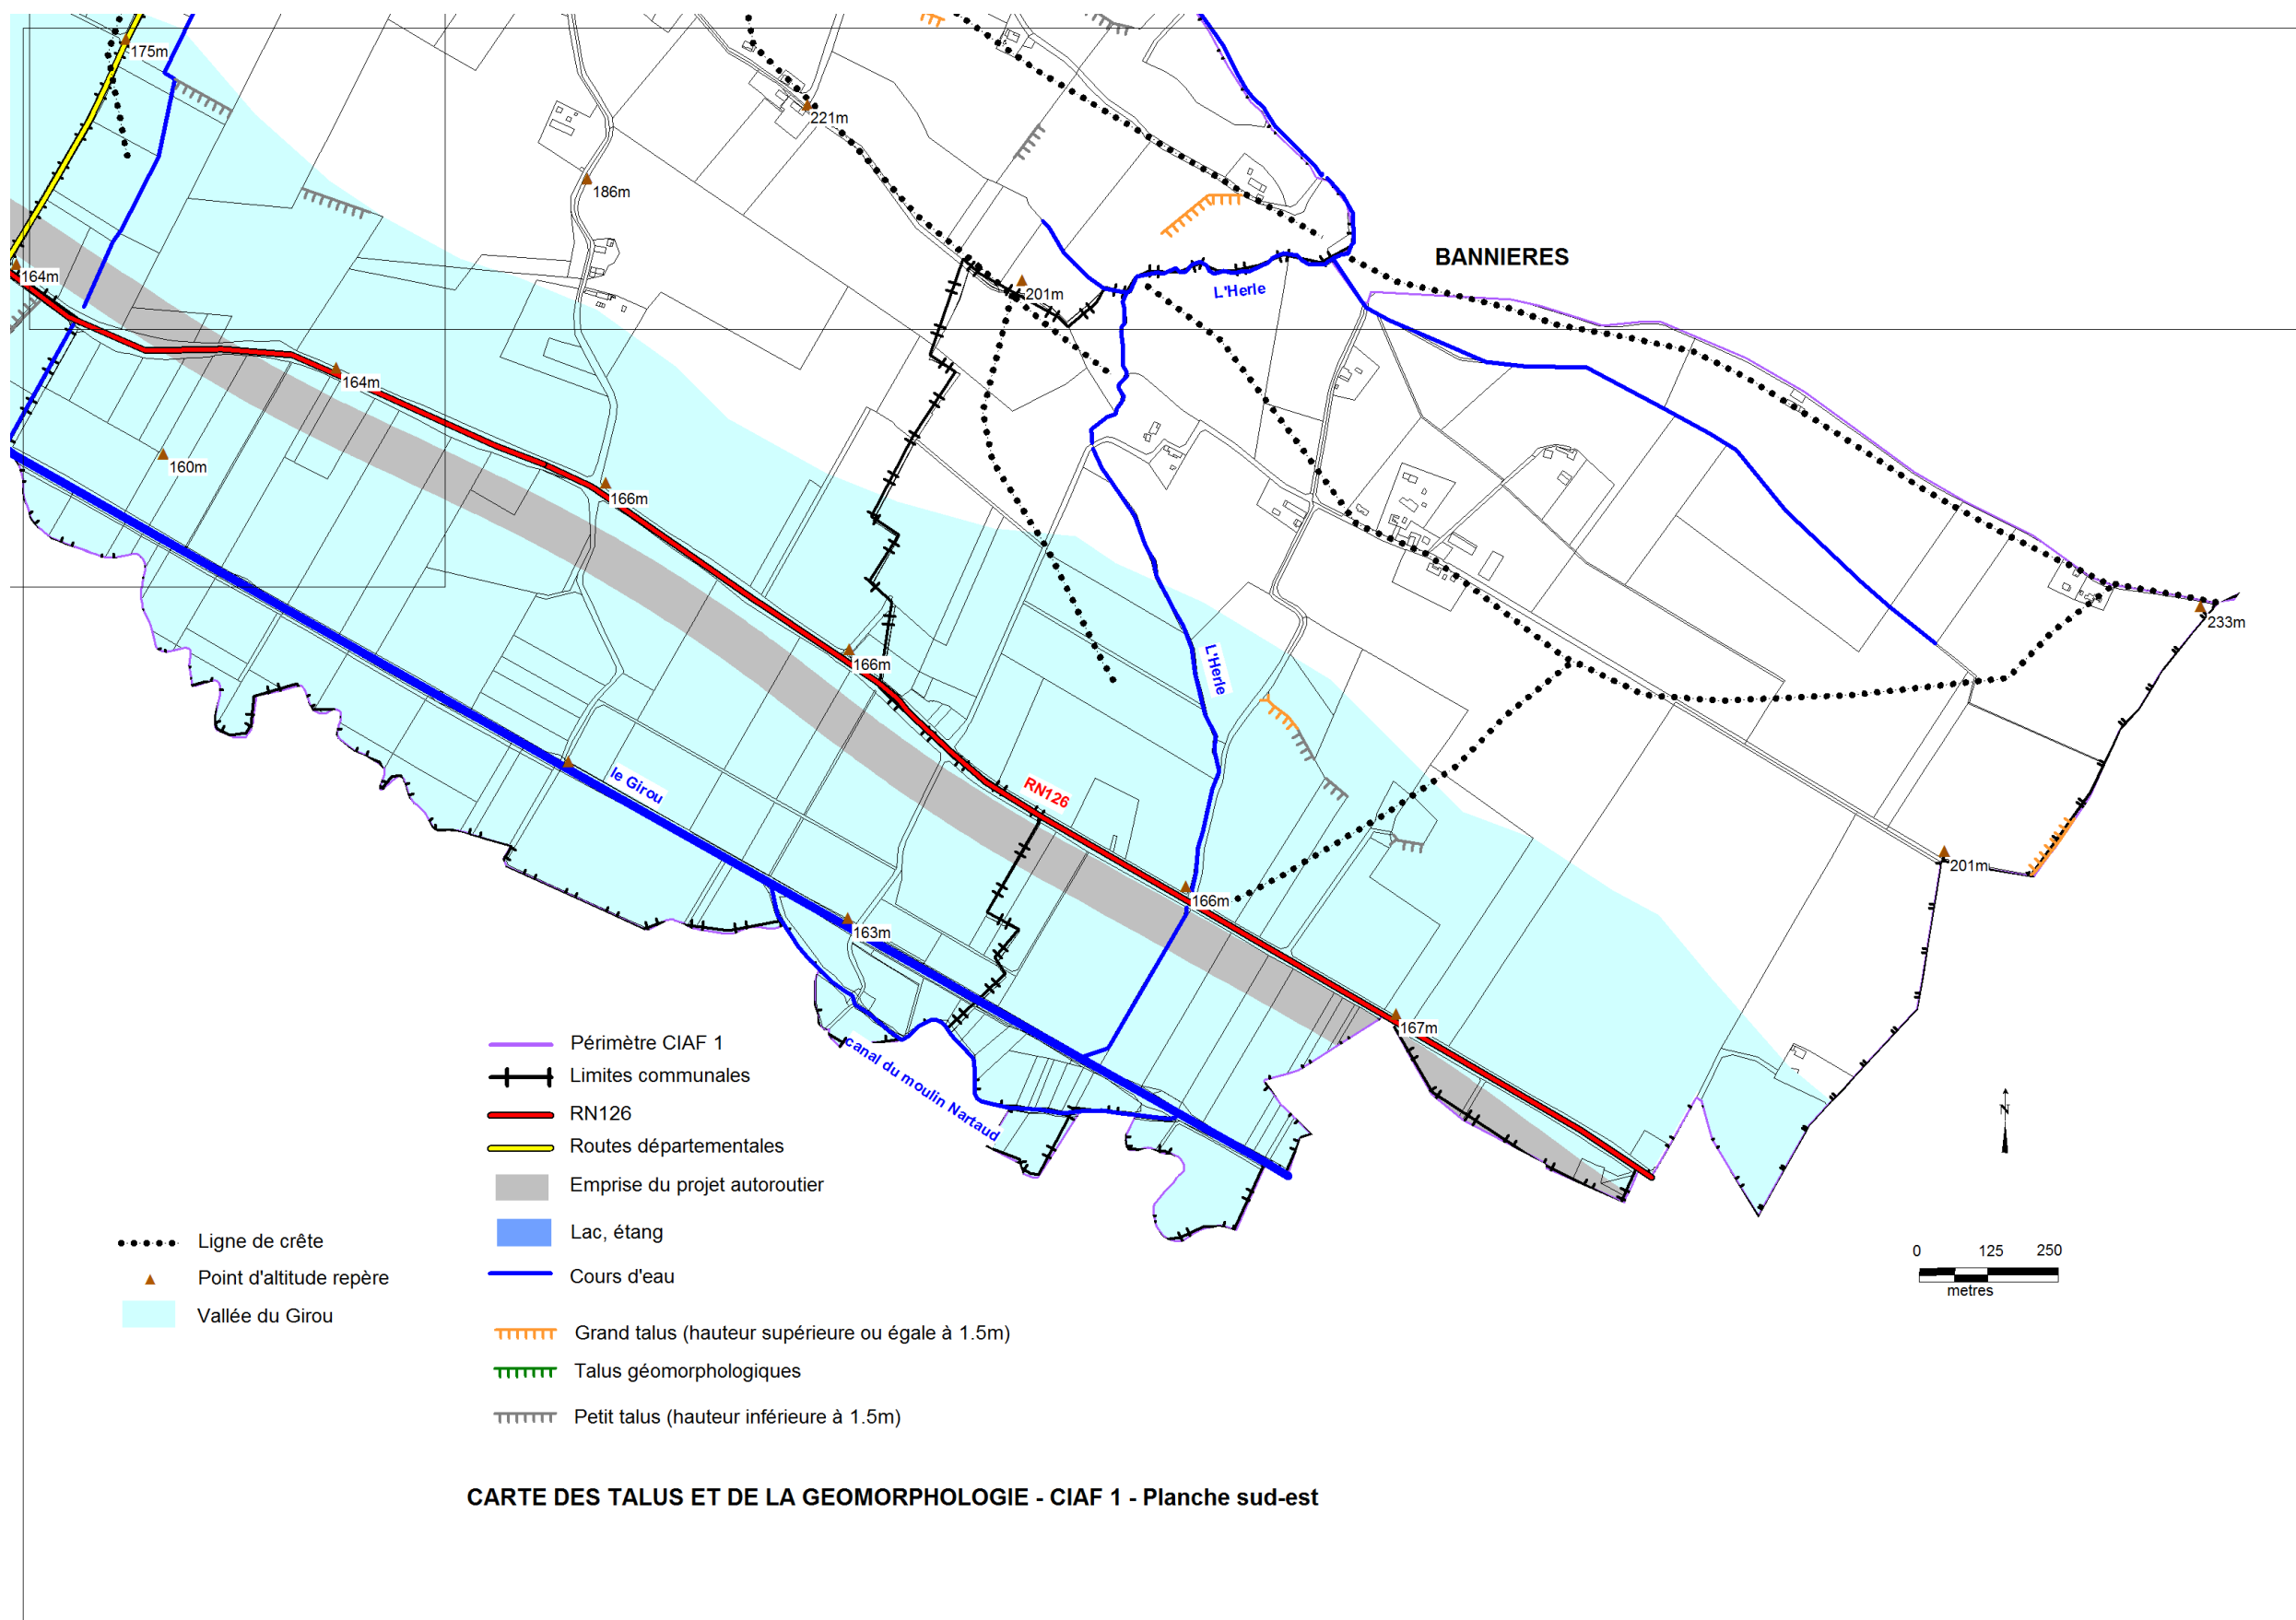 175m
221m
186m
BANNIERES
164m
201m
L'Herle
164m
160m
166m
233m
166m
L'Herle
le Girou
RN126
201m
166m
163m
167m
canal du moulin Nartaud
Périmètre CIAF 1
Limites communales
RN126
Routes départementales
Emprise du projet autoroutier
Lac, étang
Cours d'eau
Ligne de crête
Point d'altitude repère
Vallée du Girou
Grand talus (hauteur supérieure ou égale à 1.5m)
Talus géomorphologiques
Petit talus (hauteur inférieure à 1.5m)
N
0 125 250
metres
CARTE DES TALUS ET DE LA GEOMORPHOLOGIE - CIAF 1 - Planche sud-est